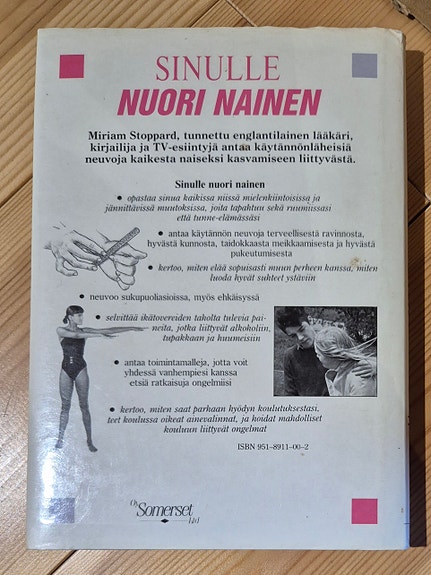 SINULLE
NUORI NAINEN
Miriam Stoppard, tunnettu englantilainen lääkäri,
kirjailija ja TV-esiintyjä antaa käytännönläheisiä
neuvoja kaikesta naiseksi kasvamiseen liittyvästä.
Sinulle nuori nainen
• opastaa sinua kaikissa niissä mielenkiintoisissa ja
jännittävissä muutoksissa, joita tapahtuu sekä ruumiissasi
että tunne-elämässäsi
• antaa käytännön neuvoja terveellisestä ravinnosta,
hyvästä kunnosta, taidokkaasta meikkaamisesta ja hyvästä
pukeutumisesta
• kertoo, miten elää sopuisasti muun perheen kanssa, miten
luoda hyvät suhteet ystäviin
• neuvoo sukupuoliasioissa, myös ehkäisyssä
• selvittää ikätovereiden taholta tulevia pai-
neita, jotka liittyvät alkoholiin,
tupakkaan ja huumeisiin
• antaa toimintamalleja, jotta voit
yhdessä vanhempiesi kanssa
etsiä ratkaisuja ongelmiisi
• kertoo, miten saat parhaan hyödyn koulutuksestasi,
teet koulussa oikeat ainevalinnat, ja hoidat mahdolliset
kouluun liittyvät ongelmat
ISBN 951-8911-00-2
Oy
Somerset
Ltd